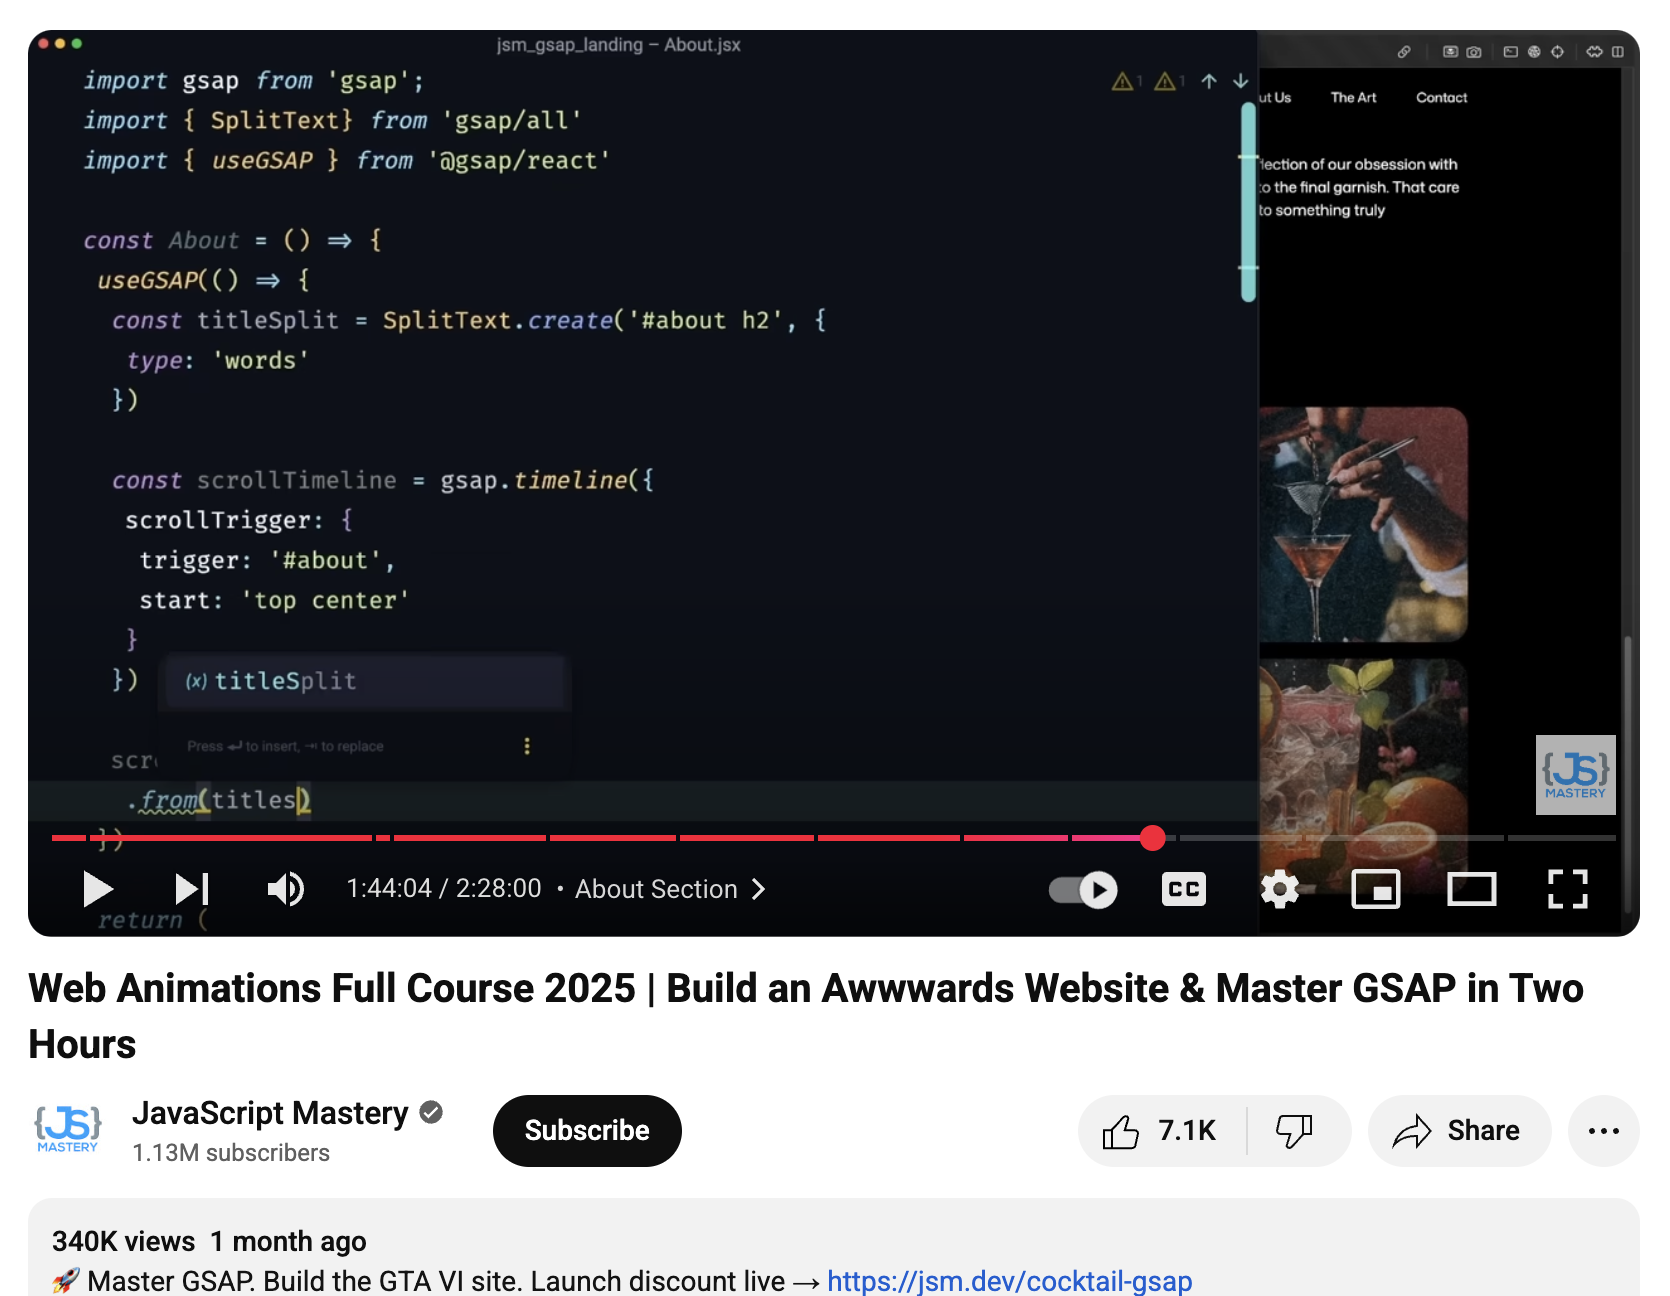 jsm_gsap_landing – About.jsx
import gsap from 'gsap';
import { SplitText} from 'gsap/all'
import { useGSAP } from '@gsap/react'
const About = () => {
useGSAP(() => {
const titleSplit = SplitText.create('#about h2', {
type: 'words'
})
const scrollTimeline = gsap.timeline({
scrollTrigger: {
trigger: '#about',
start: 'top center'
}
})
(x) titleSplit
Press ↵ to insert, ⇥ to replace
scr
.from(titles)
})
return (
1 1
ut Us The Art Contact
lection of our obsession with
to the final garnish. That care
to something truly
{JS}
MASTERY
1:44:04 / 2:28:00 • About Section
CC
Web Animations Full Course 2025 | Build an Awwwards Website & Master GSAP in Two
Hours
{JS}
MASTERY
JavaScript Mastery
1.13M subscribers
Subscribe
7.1K
Share
340K views 1 month ago
🚀 Master GSAP. Build the GTA VI site. Launch discount live → https://jsm.dev/cocktail-gsap